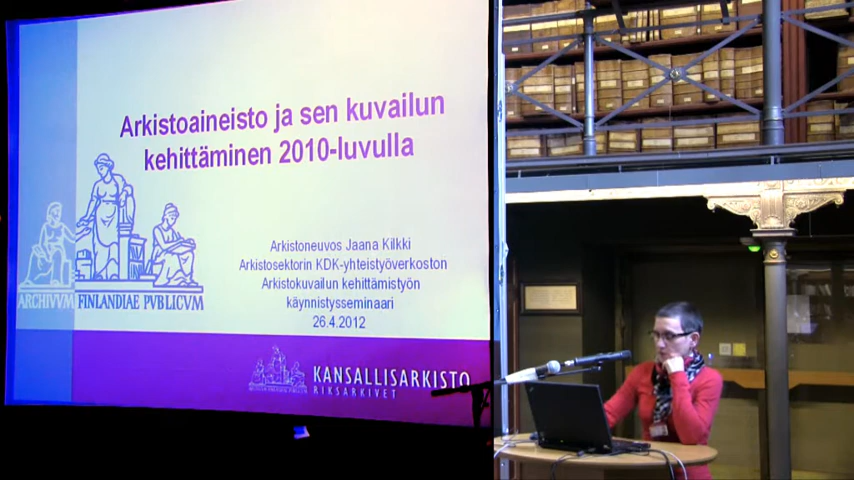 Arkistoaineisto ja sen kuvailun
kehittäminen 2010-luvulla
Arkistoneuvos Jaana Kilkki
Arkistosektorin KDK-yhteistyöverkoston
Arkistokuvailun kehittämistyön
käynnistysseminaari
26.4.2012
ARCHIVVM FINLANDIAE PVBLICVM
KANSALLISARKISTO
RIKSARKIVET